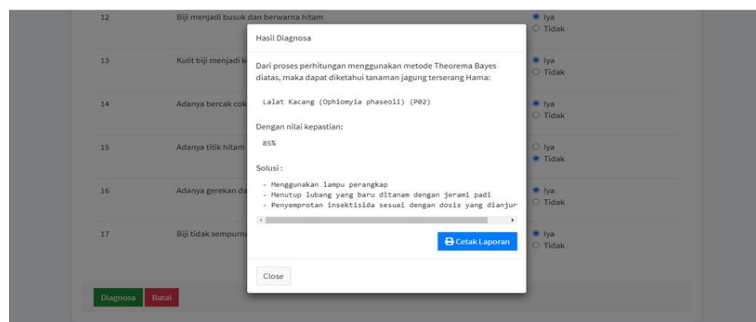 12 Biji menjadi busuk dan berwarna hitam Iya
Tidak
Hasil Diagnosa
13 Kulit biji menjadi Iya
Tidak
Dari proses perhitungan menggunakan metode Theorema Bayes
diatas, maka dapat diketahui tanaman jagung terserang Hama:
14 Adanya bercak Iya
Tidak
Lalat Kacang (Ophiomyia phaseoli) (P02)
Dengan nilai kepastian:
85%
15 Adanya titik hitam Iya
Tidak
Solusi :
16 Adanya gerekan Iya
Tidak
- Menggunakan lampu perangkap
- Menutup lubang yang baru ditanam dengan jerami padi
- Penyemprotan insektisida sesuai dengan dosis yang dianjur
17 Biji tidak Iya
Tidak
Cetak Laporan
Close
Diagnosa Batal